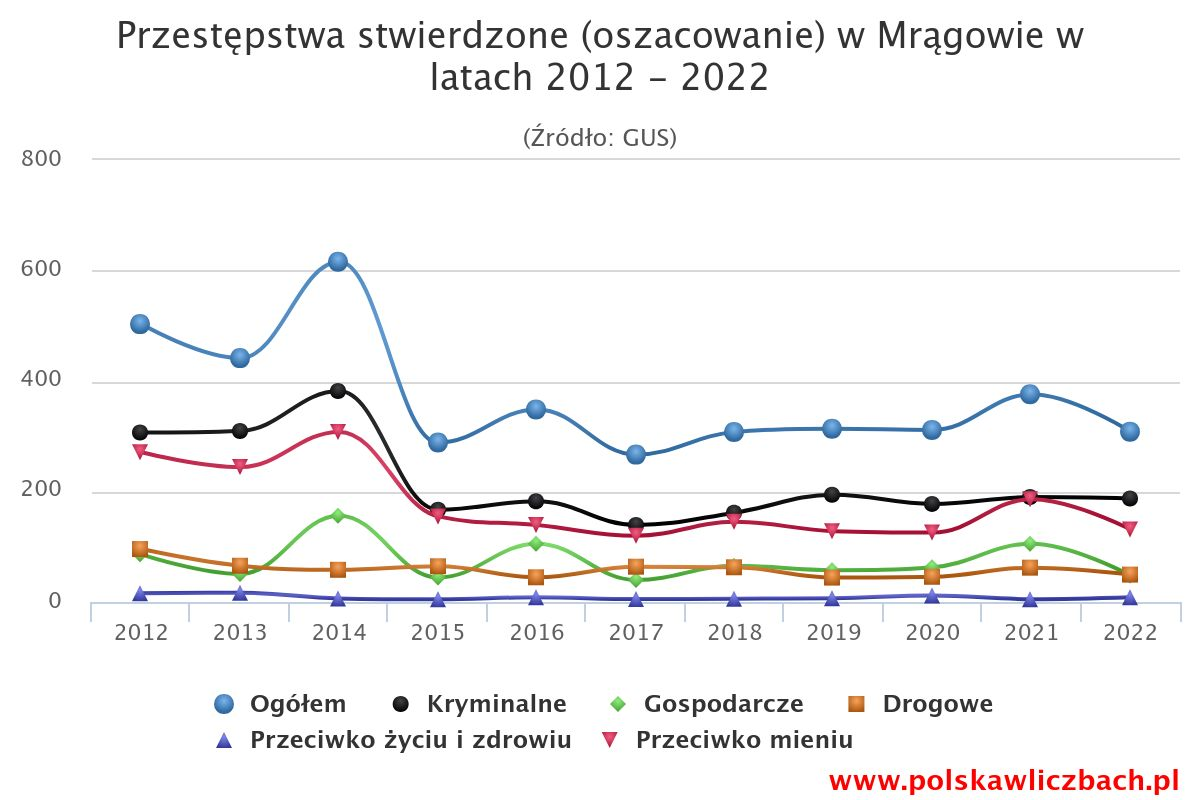 Przestępstwa stwierdzone (oszacowanie) w Mrągowie w
latach 2012 – 2022
(Źródło: GUS)
800
600
400
200
0
2012 2013 2014 2015 2016 2017 2018 2019 2020 2021 2022
Ogółem Kryminalne Gospodarcze Drogowe
Przeciwko życiu i zdrowiu Przeciwko mieniu
www.polskawliczbach.pl